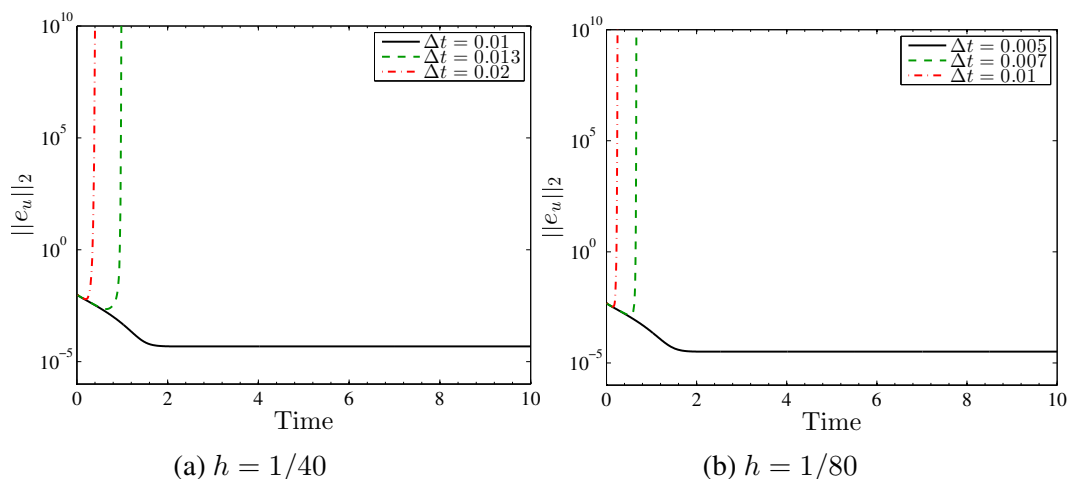 10^10
10^5
10^0
10^-5
||e_u||_2
Δt = 0.01
Δt = 0.013
Δt = 0.02
0 2 4 6 8 10
Time
(a) h = 1/40
10^10
10^5
10^0
10^-5
||e_u||_2
Δt = 0.005
Δt = 0.007
Δt = 0.01
0 2 4 6 8 10
Time
(b) h = 1/80